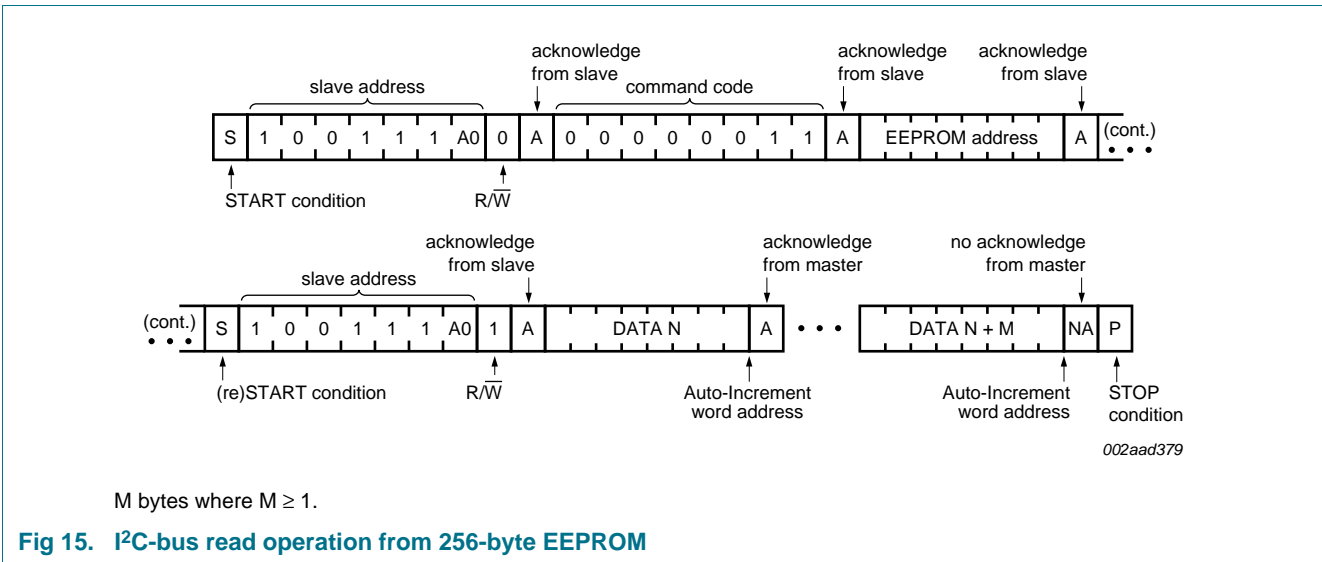 acknowledge from slave acknowledge from slave acknowledge from slave
slave address command code
S 1 0 0 1 1 1 A0 0 A 0 0 0 0 0 0 1 1 A EEPROM address A (cont.)
START condition R/W̅
acknowledge from slave acknowledge from master no acknowledge from master
slave address
(cont.) S 1 0 0 1 1 1 A0 1 A DATA N A • • • DATA N + M NA P
(re)START condition R/W̅ Auto-Increment word address Auto-Increment word address STOP condition
002aad379
M bytes where M ≥ 1.
Fig 15. I²C-bus read operation from 256-byte EEPROM